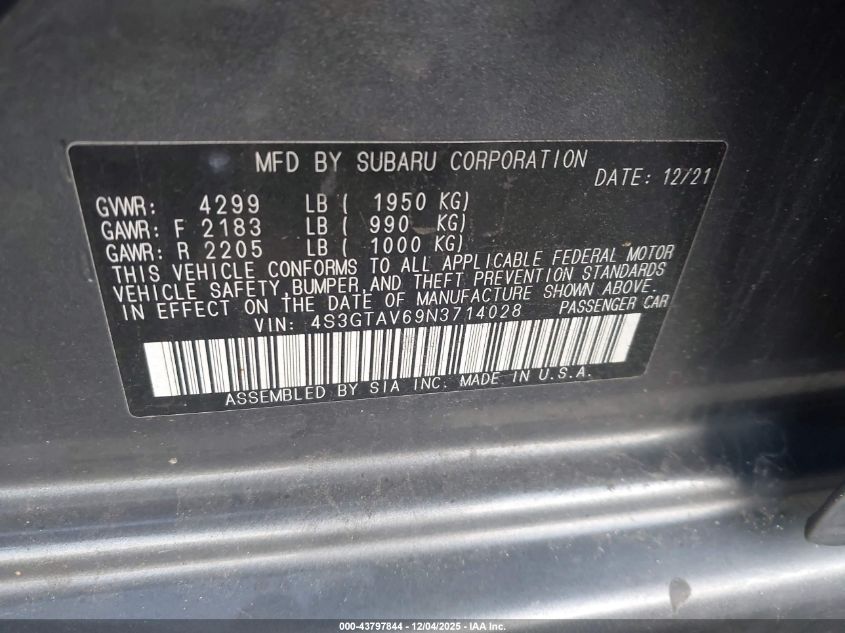 MFD BY SUBARU CORPORATION
DATE: 12/21
GVWR: 4299 LB ( 1950 KG)
GAWR: F 2183 LB ( 990 KG)
GAWR: R 2205 LB ( 1000 KG)
THIS VEHICLE CONFORMS TO ALL APPLICABLE FEDERAL MOTOR
VEHICLE SAFETY, BUMPER, AND THEFT PREVENTION STANDARDS
IN EFFECT ON THE DATE OF MANUFACTURE SHOWN ABOVE.
VIN: 4S3GTAV69N3714028 PASSENGER CAR
ASSEMBLED BY SIA INC. MADE IN U.S.A.
000-43797844 - 12/04/2025 - IAA Inc.